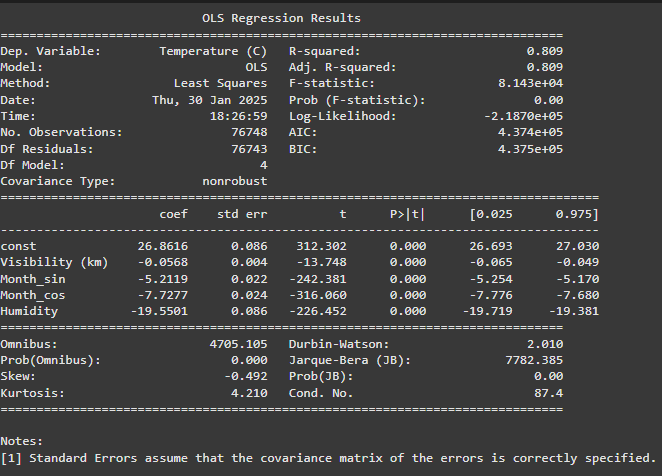 OLS Regression Results
==============================================================================
Dep. Variable: Temperature (C) R-squared: 0.809
Model: OLS Adj. R-squared: 0.809
Method: Least Squares F-statistic: 8.143e+04
Date: Thu, 30 Jan 2025 Prob (F-statistic): 0.00
Time: 18:26:59 Log-Likelihood: -2.1870e+05
No. Observations: 76748 AIC: 4.374e+05
Df Residuals: 76743 BIC: 4.375e+05
Df Model: 4
Covariance Type: nonrobust
===================================================================================
coef std err t P>|t| [0.025 0.975]
-----------------------------------------------------------------------------------
const 26.8616 0.086 312.302 0.000 26.693 27.030
Visibility (km) -0.0568 0.004 -13.748 0.000 -0.065 -0.049
Month_sin -5.2119 0.022 -242.381 0.000 -5.254 -5.170
Month_cos -7.7277 0.024 -316.060 0.000 -7.776 -7.680
Humidity -19.5501 0.086 -226.452 0.000 -19.719 -19.381
==============================================================================
Omnibus: 4705.105 Durbin-Watson: 2.010
Prob(Omnibus): 0.000 Jarque-Bera (JB): 7782.385
Skew: -0.492 Prob(JB): 0.00
Kurtosis: 4.210 Cond. No. 87.4
==============================================================================
Notes:
[1] Standard Errors assume that the covariance matrix of the errors is correctly specified.